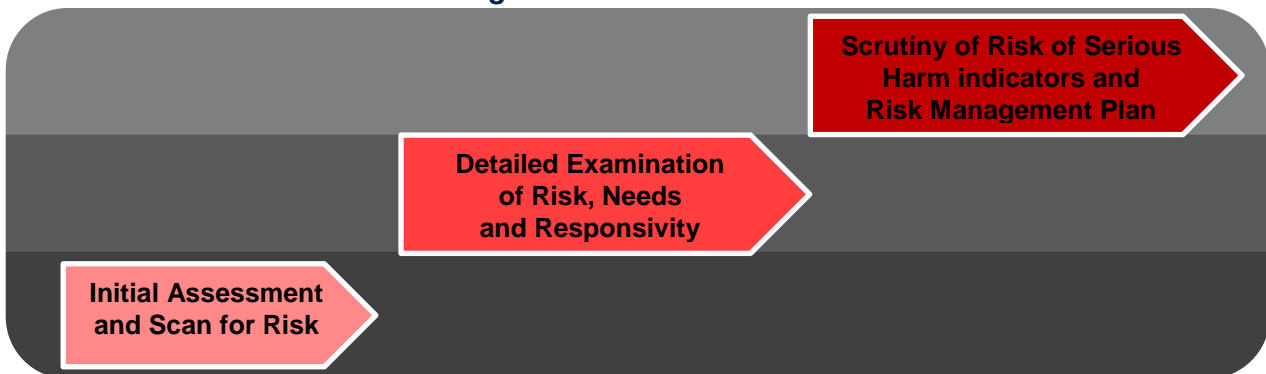 Scrutiny of Risk of Serious
Harm indicators and
Risk Management Plan
Detailed Examination
of Risk, Needs
and Responsivity
Initial Assessment
and Scan for Risk